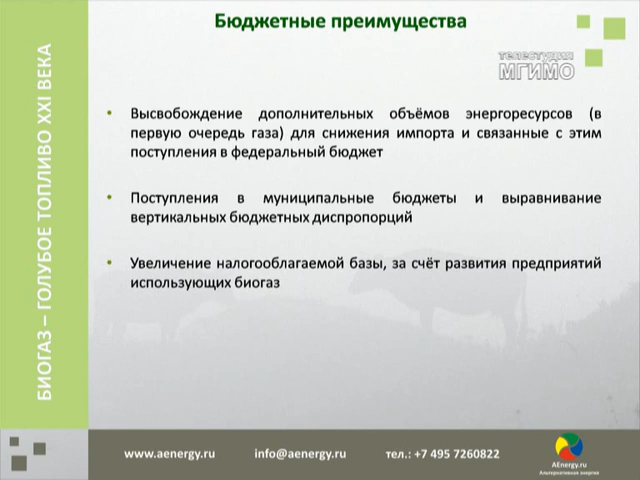 Бюджетные преимущества
телестудия
МГИМО
БИОГАЗ – ГОЛУБОЕ ТОПЛИВО XXI ВЕКА
• Высвобождение дополнительных объёмов энергоресурсов (в
первую очередь газа) для снижения импорта и связанные с этим
поступления в федеральный бюджет
• Поступления в муниципальные бюджеты и выравнивание
вертикальных бюджетных диспропорций
• Увеличение налогооблагаемой базы, за счёт развития предприятий
использующих биогаз
www.aenergy.ru info@aenergy.ru тел.: +7 495 7260822
AEnergy.ru
Альтернативная энергия